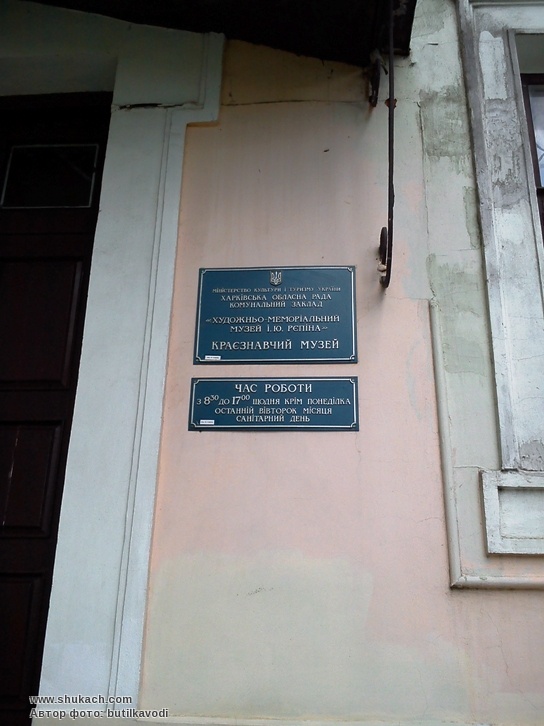 МІНІСТЕРСТВО КУЛЬТУРИ І ТУРИЗМУ УКРАЇНИ
ХАРКІВСЬКА ОБЛАСНА РАДА
КОМУНАЛЬНИЙ ЗАКЛАД
«ХУДОЖНЬО-МЕМОРІАЛЬНИЙ
МУЗЕЙ І.Ю. РЄПІНА»
КРАЄЗНАВЧИЙ МУЗЕЙ
ЧАС РОБОТИ
З 8³⁰ ДО 17⁰⁰ ЩОДНЯ КРІМ ПОНЕДІЛКА
ОСТАННІЙ ВІВТОРОК МІСЯЦЯ
САНІТАРНИЙ ДЕНЬ
www.shukach.com
Автор фото: butilkavodi